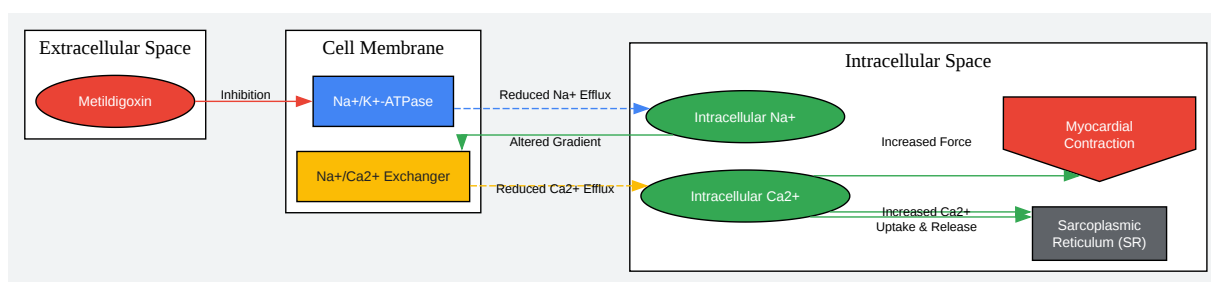 Extracellular Space
Metildigoxin
Inhibition
Cell Membrane
Na+/K+-ATPase
Na+/Ca2+ Exchanger
Reduced Na+ Efflux
Altered Gradient
Reduced Ca2+ Efflux
Intracellular Space
Intracellular Na+
Intracellular Ca2+
Increased Force
Increased Ca2+
Uptake & Release
Myocardial
Contraction
Sarcoplasmic
Reticulum (SR)